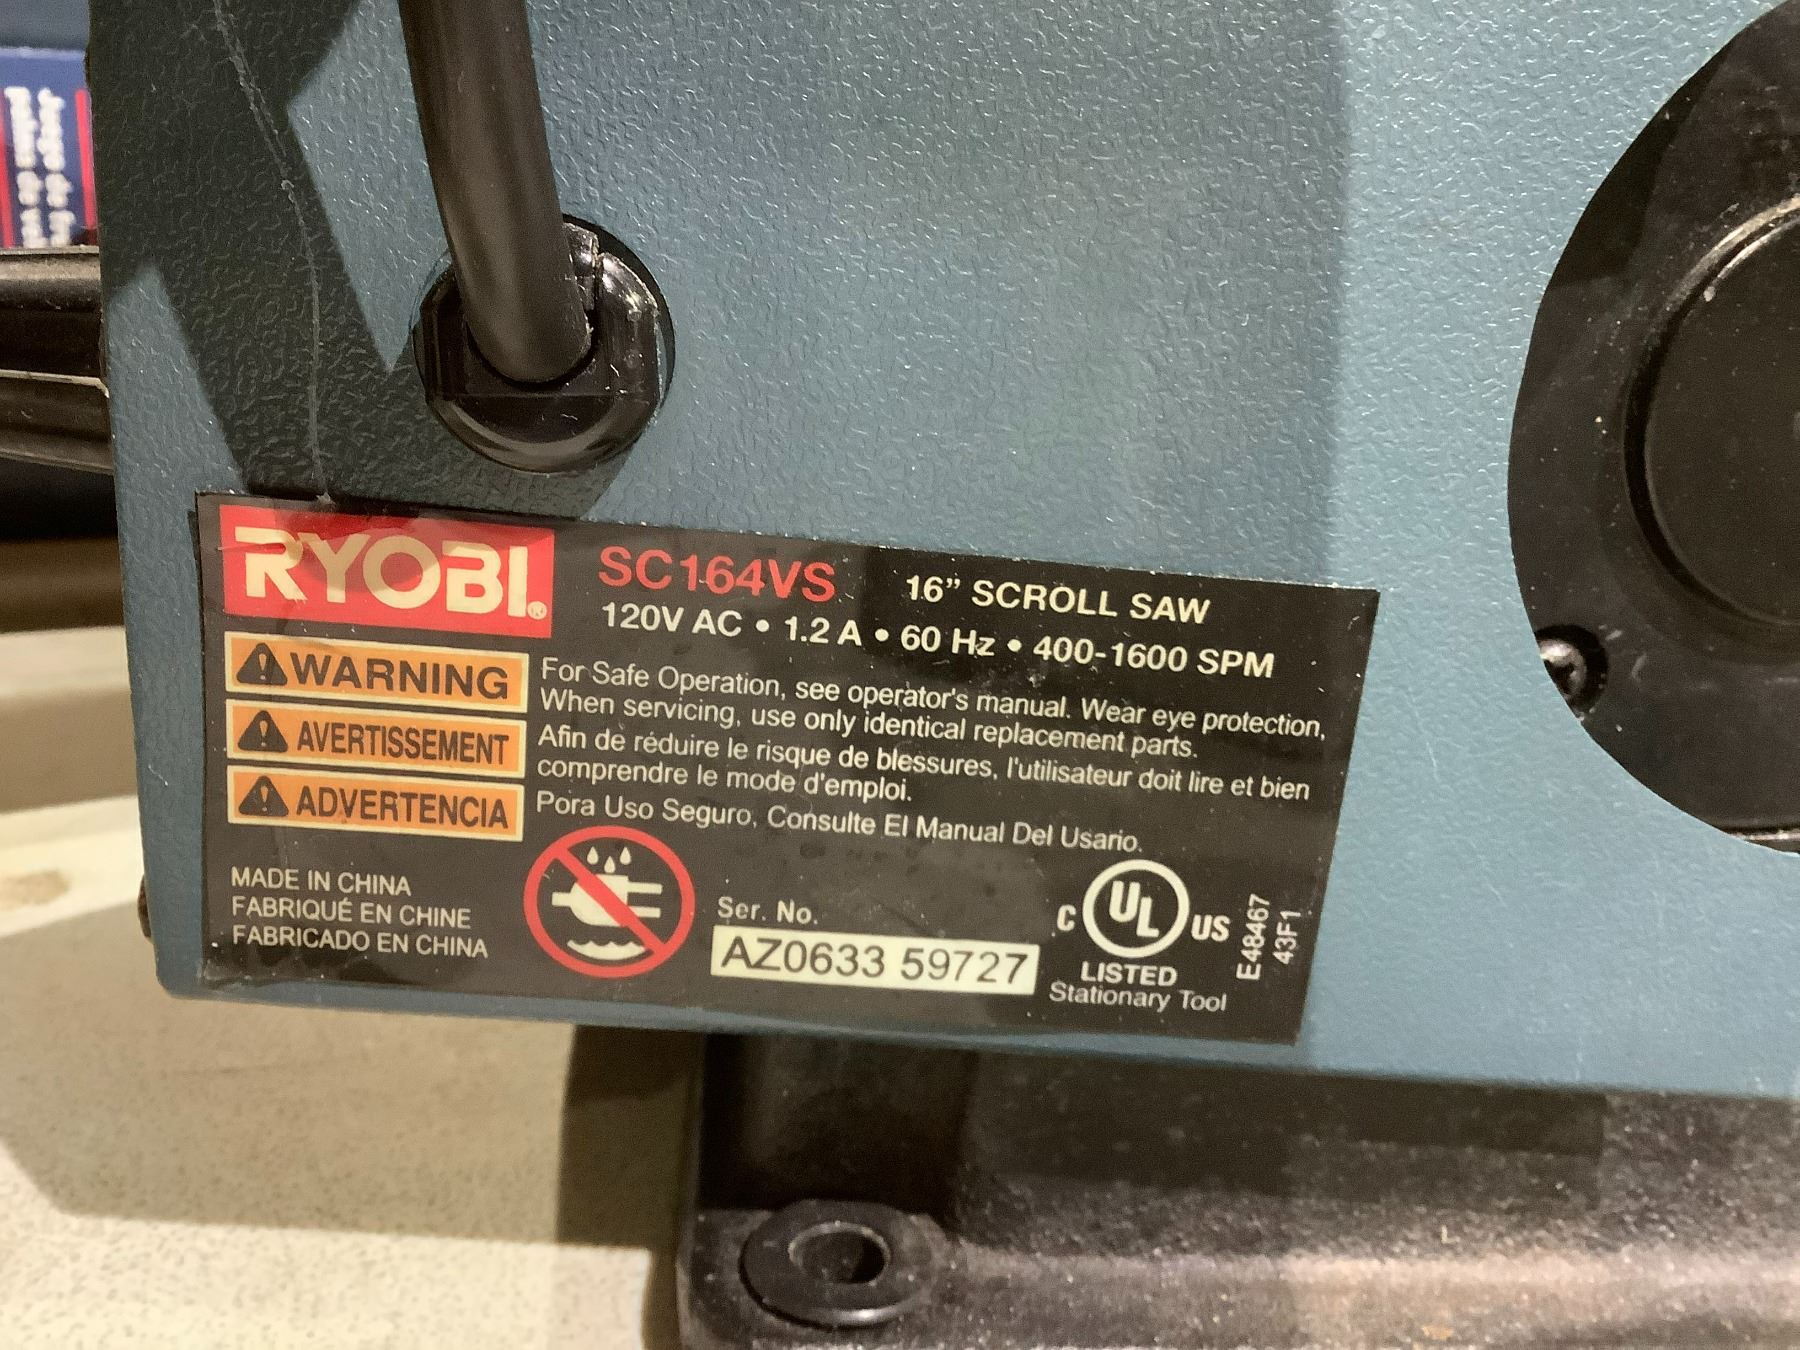 RYOBI®
SC164VS 16” SCROLL SAW
120V AC • 1.2 A • 60 Hz • 400-1600 SPM
WARNING
For Safe Operation, see operator's manual. Wear eye protection,
When servicing, use only identical replacement parts.
AVERTISSEMENT
Afin de réduire le risque de blessures, l'utilisateur doit lire et bien
comprendre le mode d'emploi.
ADVERTENCIA
Pora Uso Seguro, Consulte El Manual Del Usario.
MADE IN CHINA
FABRIQUÉ EN CHINE
FABRICADO EN CHINA
Ser. No.
AZ0633 59727
C UL US
LISTED
Stationary Tool
E48467
43F1